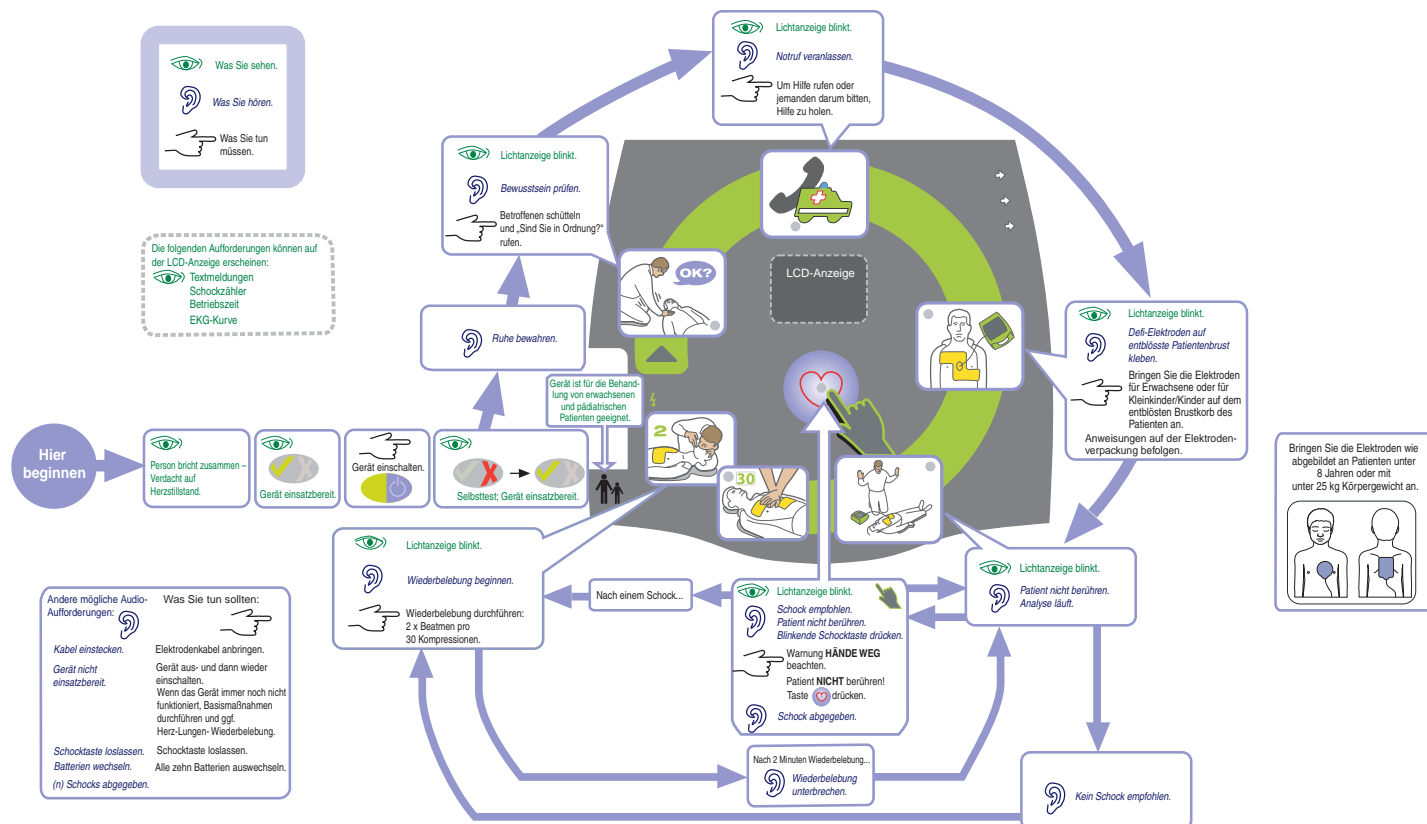 Was Sie sehen.
Was Sie hören.
Was Sie tun
müssen.
Die folgenden Aufforderungen können auf
der LCD-Anzeige erscheinen:
Textmeldungen
Schockzähler
Betriebszeit
EKG-Kurve
Hier
beginnen
Person bricht zusammen –
Verdacht auf
Herzstillstand.
Gerät einsatzbereit.
Gerät einschalten.
Selbsttest; Gerät einsatzbereit.
Gerät ist für die Behand-
lung von erwachsenen
und pädiatrischen
Patienten geeignet.
Ruhe bewahren.
Lichtanzeige blinkt.
Bewusstsein prüfen.
Betroffenen schütteln
und „Sind Sie in Ordnung?“
rufen.
OK?
Lichtanzeige blinkt.
Notruf veranlassen.
Um Hilfe rufen oder
jemanden darum bitten,
Hilfe zu holen.
LCD-Anzeige
Lichtanzeige blinkt.
Defi-Elektroden auf
entblösste Patientenbrust
kleben.
Bringen Sie die Elektroden
für Erwachsene oder für
Kleinkinder/Kinder auf dem
entblösten Brustkorb des
Patienten an.
Anweisungen auf der Elektroden-
verpackung befolgen.
Bringen Sie die Elektroden wie
abgebildet an Patienten unter
8 Jahren oder mit
unter 25 kg Körpergewicht an.
2
30
Lichtanzeige blinkt.
Patient nicht berühren.
Analyse läuft.
Lichtanzeige blinkt.
Schock empfohlen.
Patient nicht berühren.
Blinkende Schocktaste drücken.
Warnung HÄNDE WEG
beachten.
Patient NICHT berühren!
Taste drücken.
Schock abgegeben.
Nach einem Schock...
Lichtanzeige blinkt.
Wiederbelebung beginnen.
Wiederbelebung durchführen:
2 x Beatmen pro
30 Kompressionen.
Nach 2 Minuten Wiederbelebung...
Wiederbelebung
unterbrechen.
Kein Schock empfohlen.
Andere mögliche Audio-
Aufforderungen:
Was Sie tun sollten:
Kabel einstecken.
Elektrodenkabel anbringen.
Gerät nicht
einsatzbereit.
Gerät aus- und dann wieder
einschalten.
Wenn das Gerät immer noch nicht
funktioniert, Basismaßnahmen
durchführen und ggf.
Herz-Lungen- Wiederbelebung.
Schocktaste loslassen.
Schocktaste loslassen.
Batterien wechseln.
Alle zehn Batterien auswechseln.
(n) Schocks abgegeben.